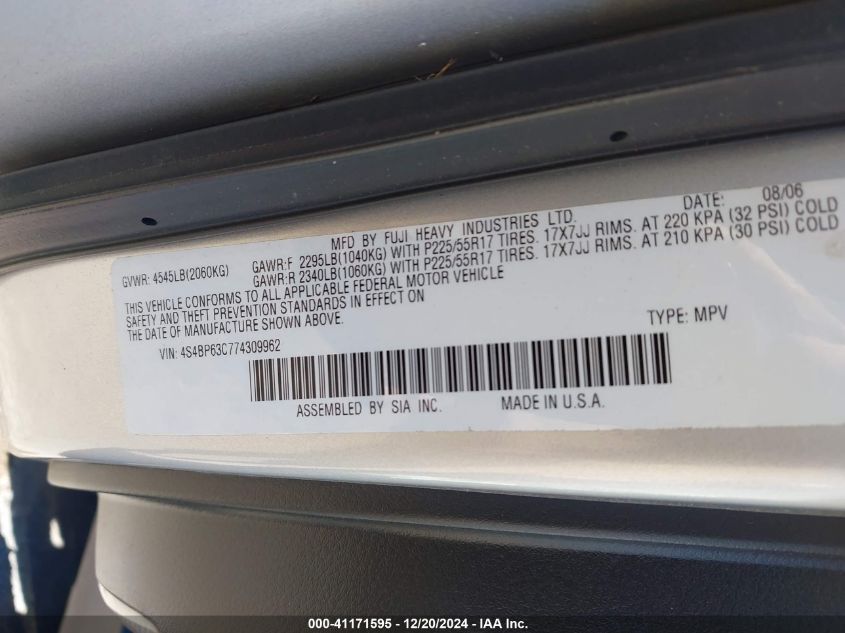 MFD BY FUJI HEAVY INDUSTRIES LTD. DATE: 08/06
GVWR: 4545LB(2060KG) GAWR:F 2295LB(1040KG) WITH P225/55R17 TIRES. 17X7JJ RIMS. AT 220 KPA (32 PSI) COLD
GAWR:R 2340LB(1060KG) WITH P225/55R17 TIRES. 17X7JJ RIMS. AT 210 KPA (30 PSI) COLD
THIS VEHICLE CONFORMS TO ALL APPLICABLE FEDERAL MOTOR VEHICLE
SAFETY AND THEFT PREVENTION STANDARDS IN EFFECT ON
THE DATE OF MANUFACTURE SHOWN ABOVE.
VIN: 4S4BP63C774309962 TYPE: MPV
ASSEMBLED BY SIA INC. MADE IN U.S.A.
000-41171595 - 12/20/2024 - IAA Inc.